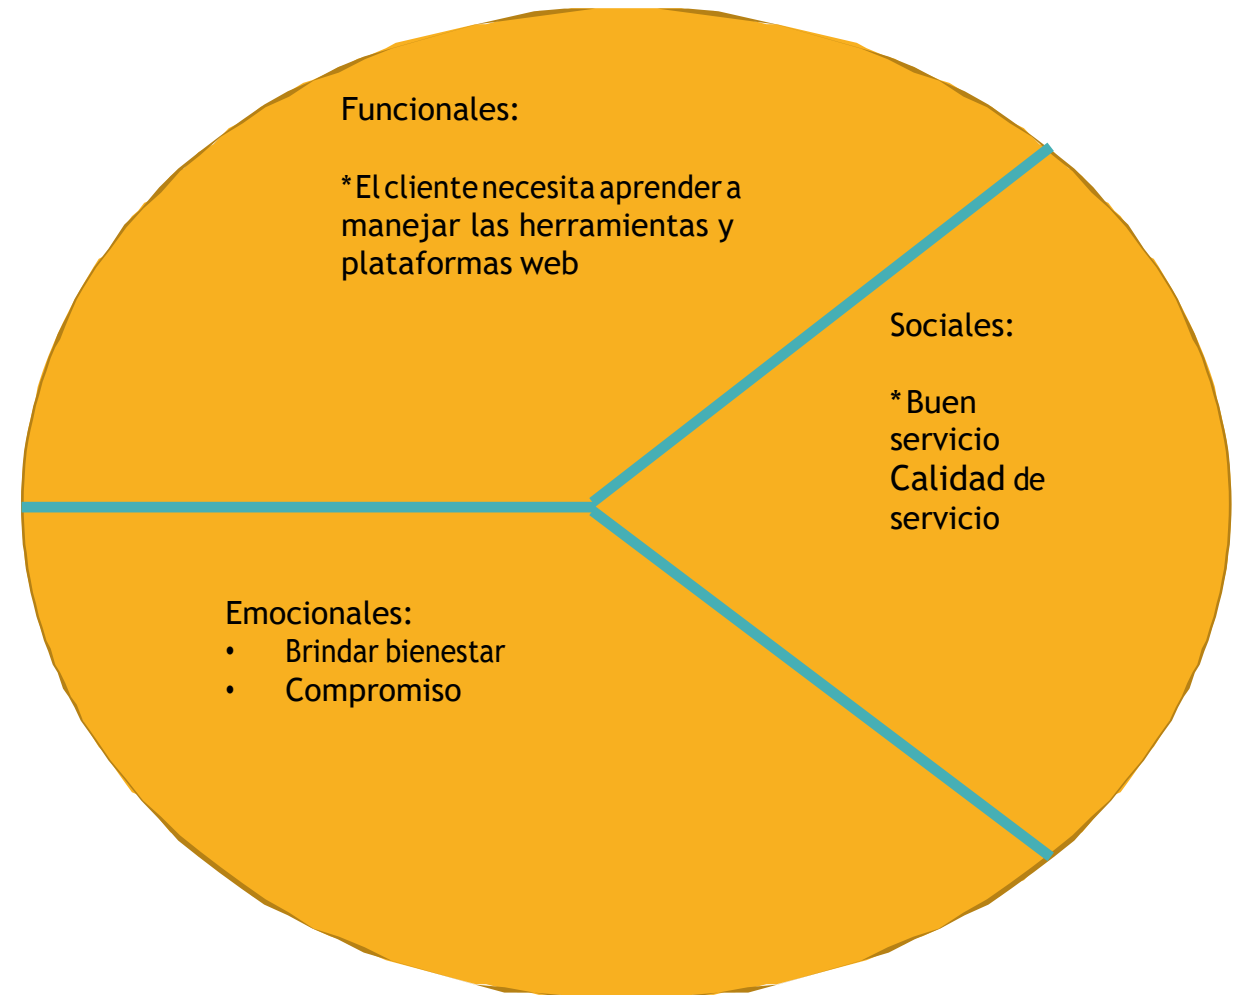 Funcionales:
*El cliente necesita aprender a
manejar las herramientas y
plataformas web
Sociales:
*Buen
servicio
Calidad de
servicio
Emocionales:
• Brindar bienestar
• Compromiso